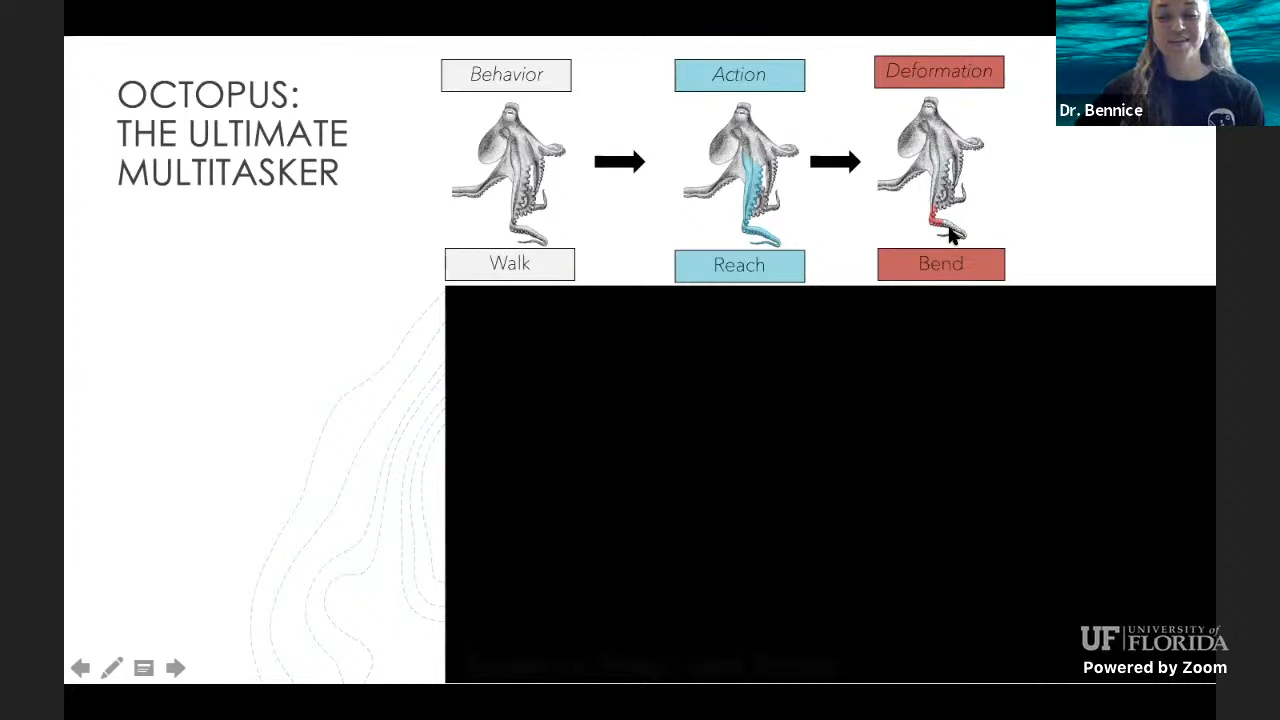 OCTOPUS:
THE ULTIMATE
MULTITASKER
Behavior
Action
Deformation
Walk
Reach
Bend
Dr. Bennice
UF UNIVERSITY of
FLORIDA
Powered by Zoom